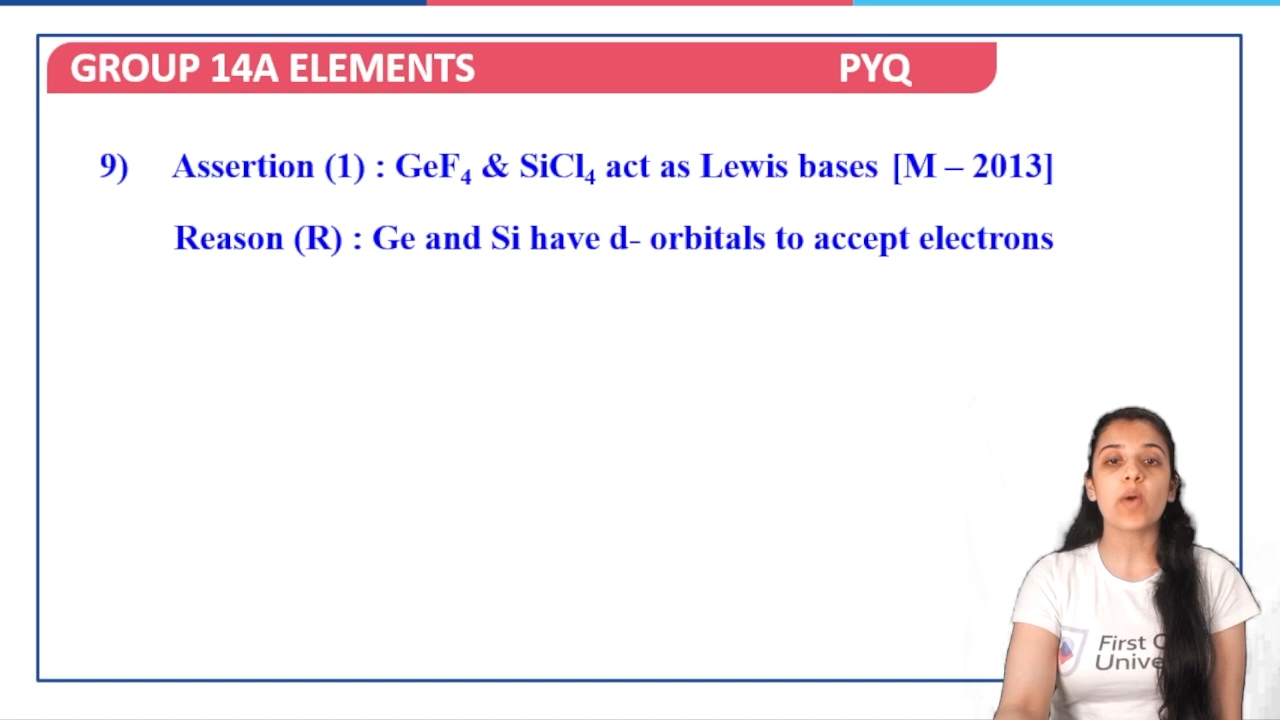 GROUP 14A ELEMENTS PYQ
9) Assertion (1) : GeF₄ & SiCl₄ act as Lewis bases [M – 2013]
Reason (R) : Ge and Si have d- orbitals to accept electrons
First
Unive